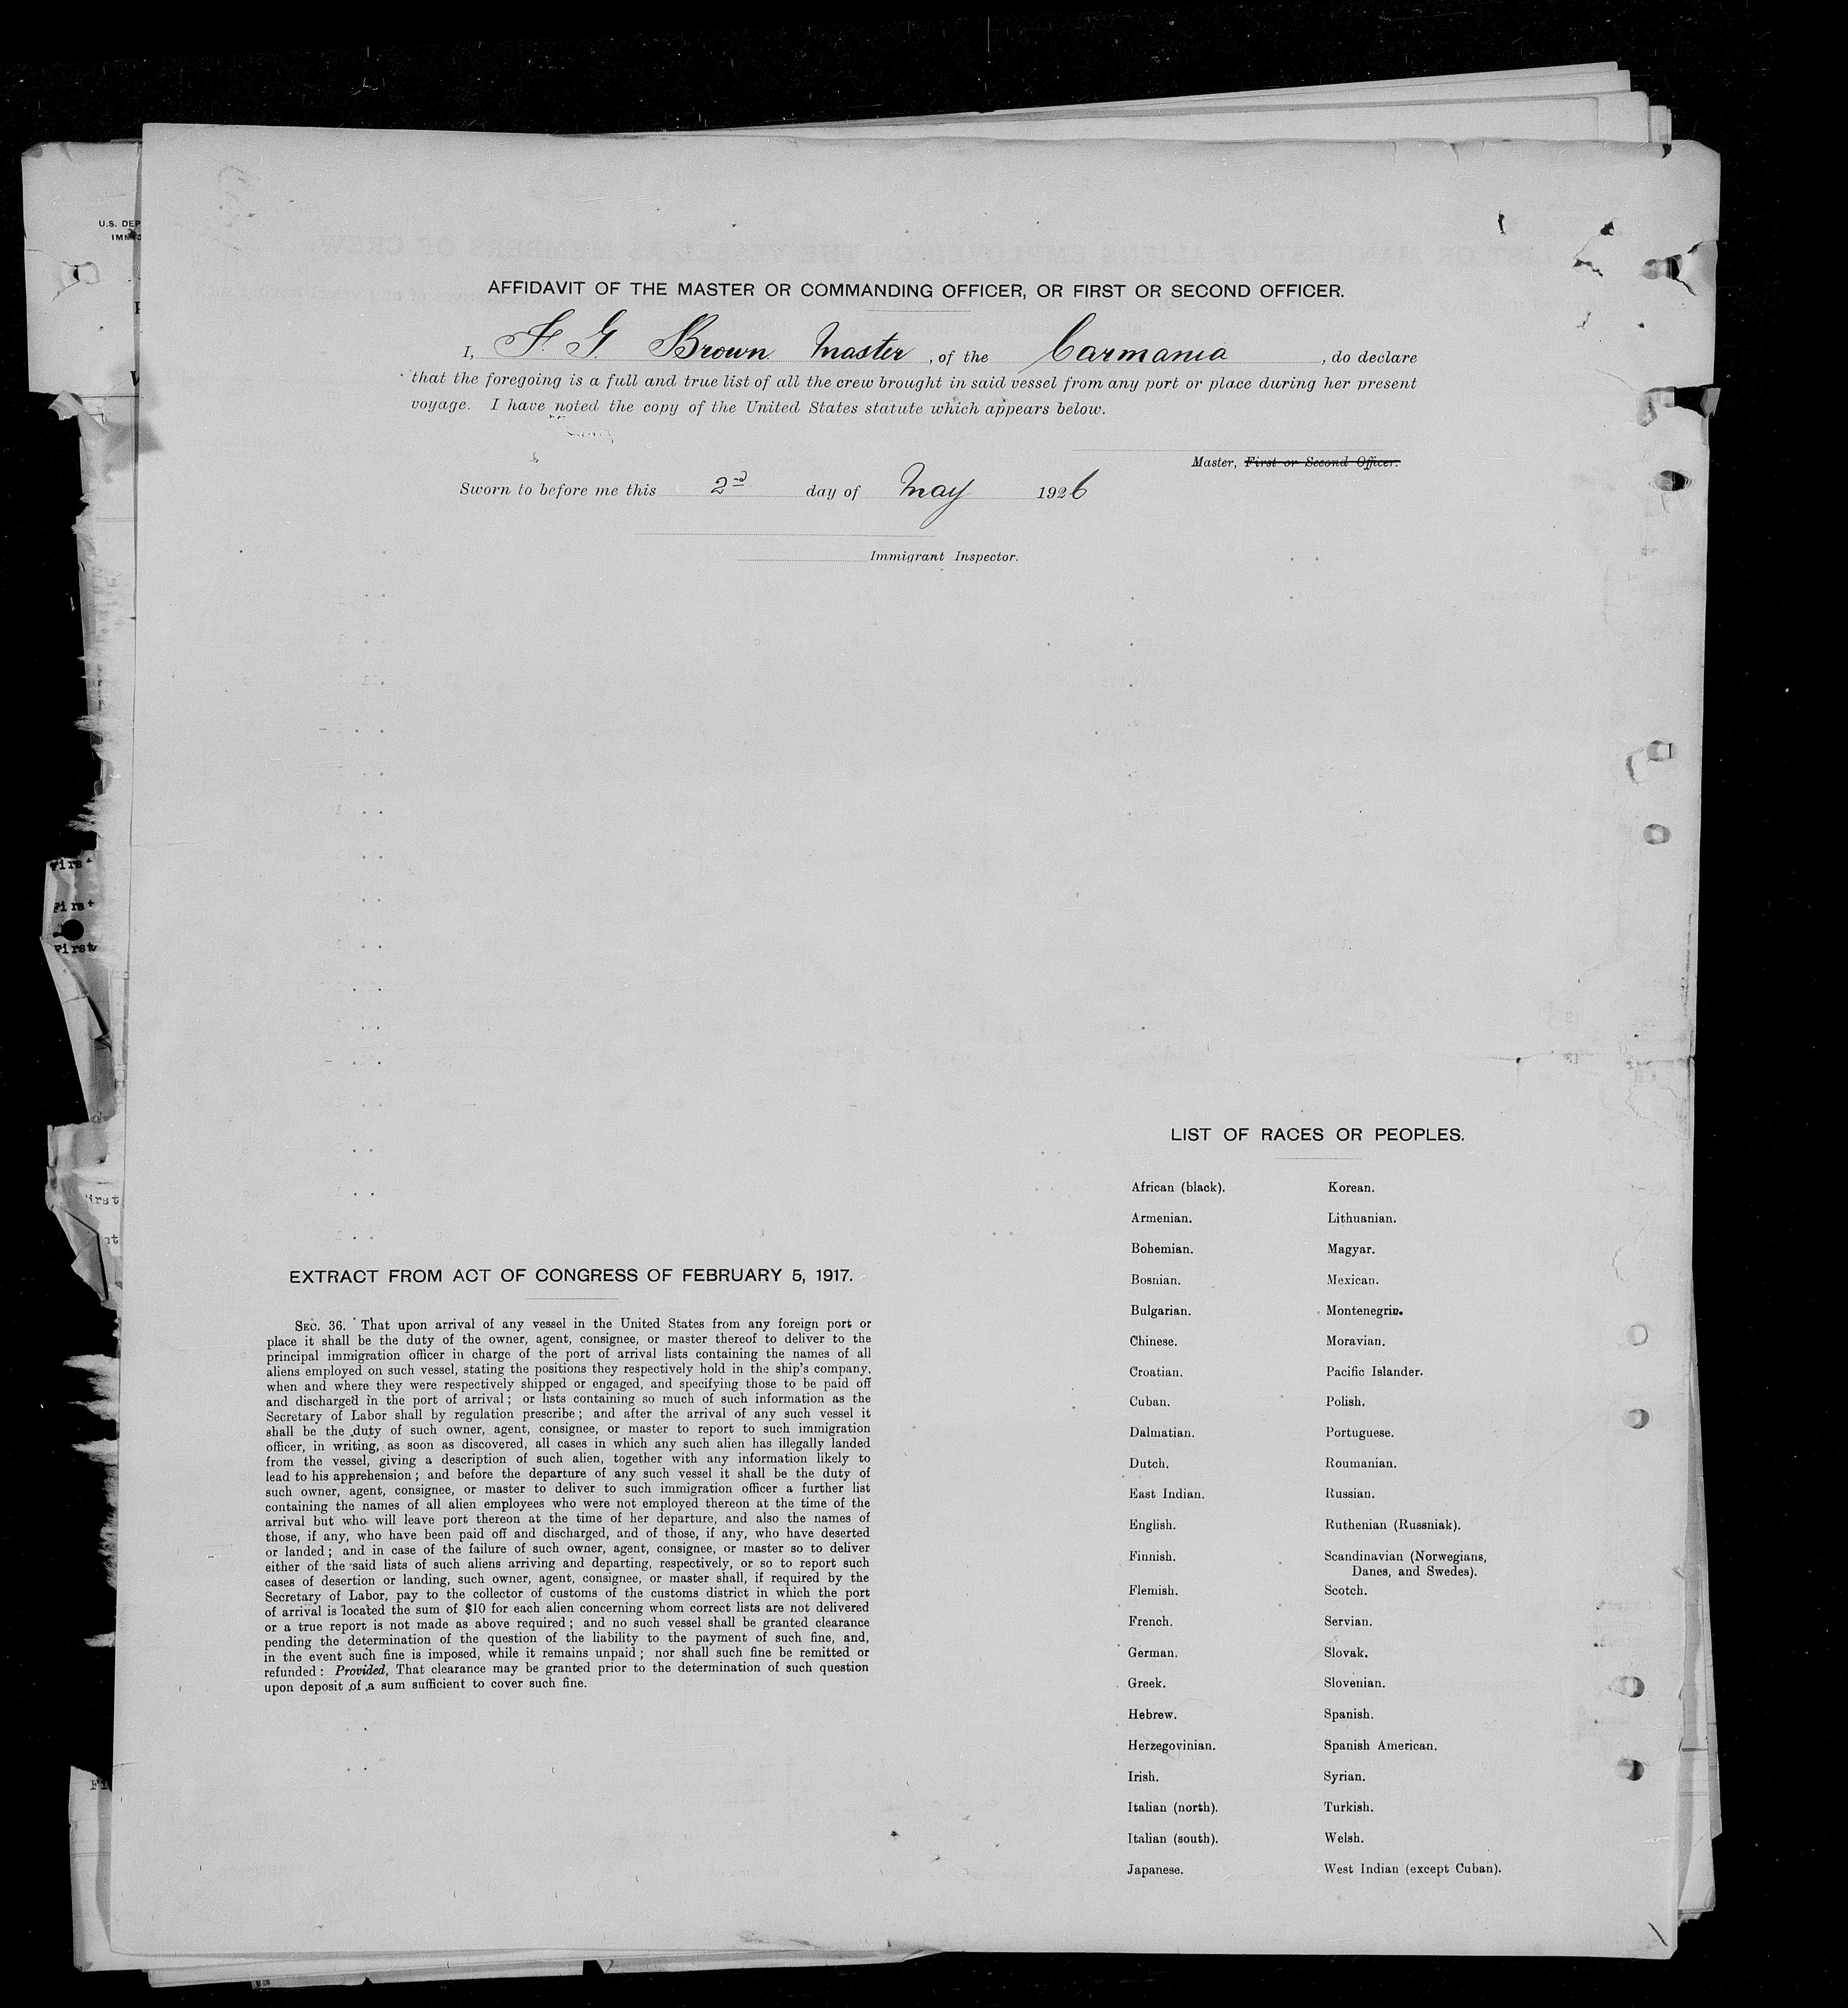 U.S. DEP
IMMI
AFFIDAVIT OF THE MASTER OR COMMANDING OFFICER, OR FIRST OR SECOND OFFICER.
I, F. G. Brown Master, of the Carmania, do declare
that the foregoing is a full and true list of all the crew brought in said vessel from any port or place during her present
voyage. I have noted the copy of the United States statute which appears below.
Master, First or Second Officer.
Sworn to before me this 2nd day of May 1926
Immigrant Inspector.
First
First
First
EXTRACT FROM ACT OF CONGRESS OF FEBRUARY 5, 1917.
SEC. 36. That upon arrival of any vessel in the United States from any foreign port or
place it shall be the duty of the owner, agent, consignee, or master thereof to deliver to the
principal immigration officer in charge of the port of arrival lists containing the names of all
aliens employed on such vessel, stating the positions they respectively hold in the ship's company,
when and where they were respectively shipped or engaged, and specifying those to be paid off
and discharged in the port of arrival; or lists containing so much of such information as the
Secretary of Labor shall by regulation prescribe; and after the arrival of any such vessel it
shall be the duty of such owner, agent, consignee, or master to report to such immigration
officer, in writing, as soon as discovered, all cases in which any such alien has illegally landed
from the vessel, giving a description of such alien, together with any information likely to
lead to his apprehension; and before the departure of any such vessel it shall be the duty of
such owner, agent, consignee, or master to deliver to such immigration officer a further list
containing the names of all alien employees who were not employed thereon at the time of the
arrival but who will leave port thereon at the time of her departure, and also the names of
those, if any, who have been paid off and discharged, and of those, if any, who have deserted
or landed; and in case of the failure of such owner, agent, consignee, or master so to deliver
either of the said lists of such aliens arriving and departing, respectively, or so to report such
cases of desertion or landing, such owner, agent, consignee, or master shall, if required by the
Secretary of Labor, pay to the collector of customs of the customs district in which the port
of arrival is located the sum of $10 for each alien concerning whom correct lists are not delivered
or a true report is not made as above required; and no such vessel shall be granted clearance
pending the determination of the question of the liability to the payment of such fine, and,
in the event such fine is imposed, while it remains unpaid; nor shall such fine be remitted or
refunded: Provided, That clearance may be granted prior to the determination of such question
upon deposit of a sum sufficient to cover such fine.
LIST OF RACES OR PEOPLES.
African (black).
Armenian.
Bohemian.
Bosnian.
Bulgarian.
Chinese.
Croatian.
Cuban.
Dalmatian.
Dutch.
East Indian.
English.
Finnish.
Flemish.
French.
German.
Greek.
Hebrew.
Herzegovinian.
Irish.
Italian (north).
Italian (south).
Japanese.
Korean.
Lithuanian.
Magyar.
Mexican.
Montenegrin.
Moravian.
Pacific Islander.
Polish.
Portuguese.
Roumanian.
Russian.
Ruthenian (Russniak).
Scandinavian (Norwegians,
Danes, and Swedes).
Scotch.
Servian.
Slovak.
Slovenian.
Spanish.
Spanish American.
Syrian.
Turkish.
Welsh.
West Indian (except Cuban).